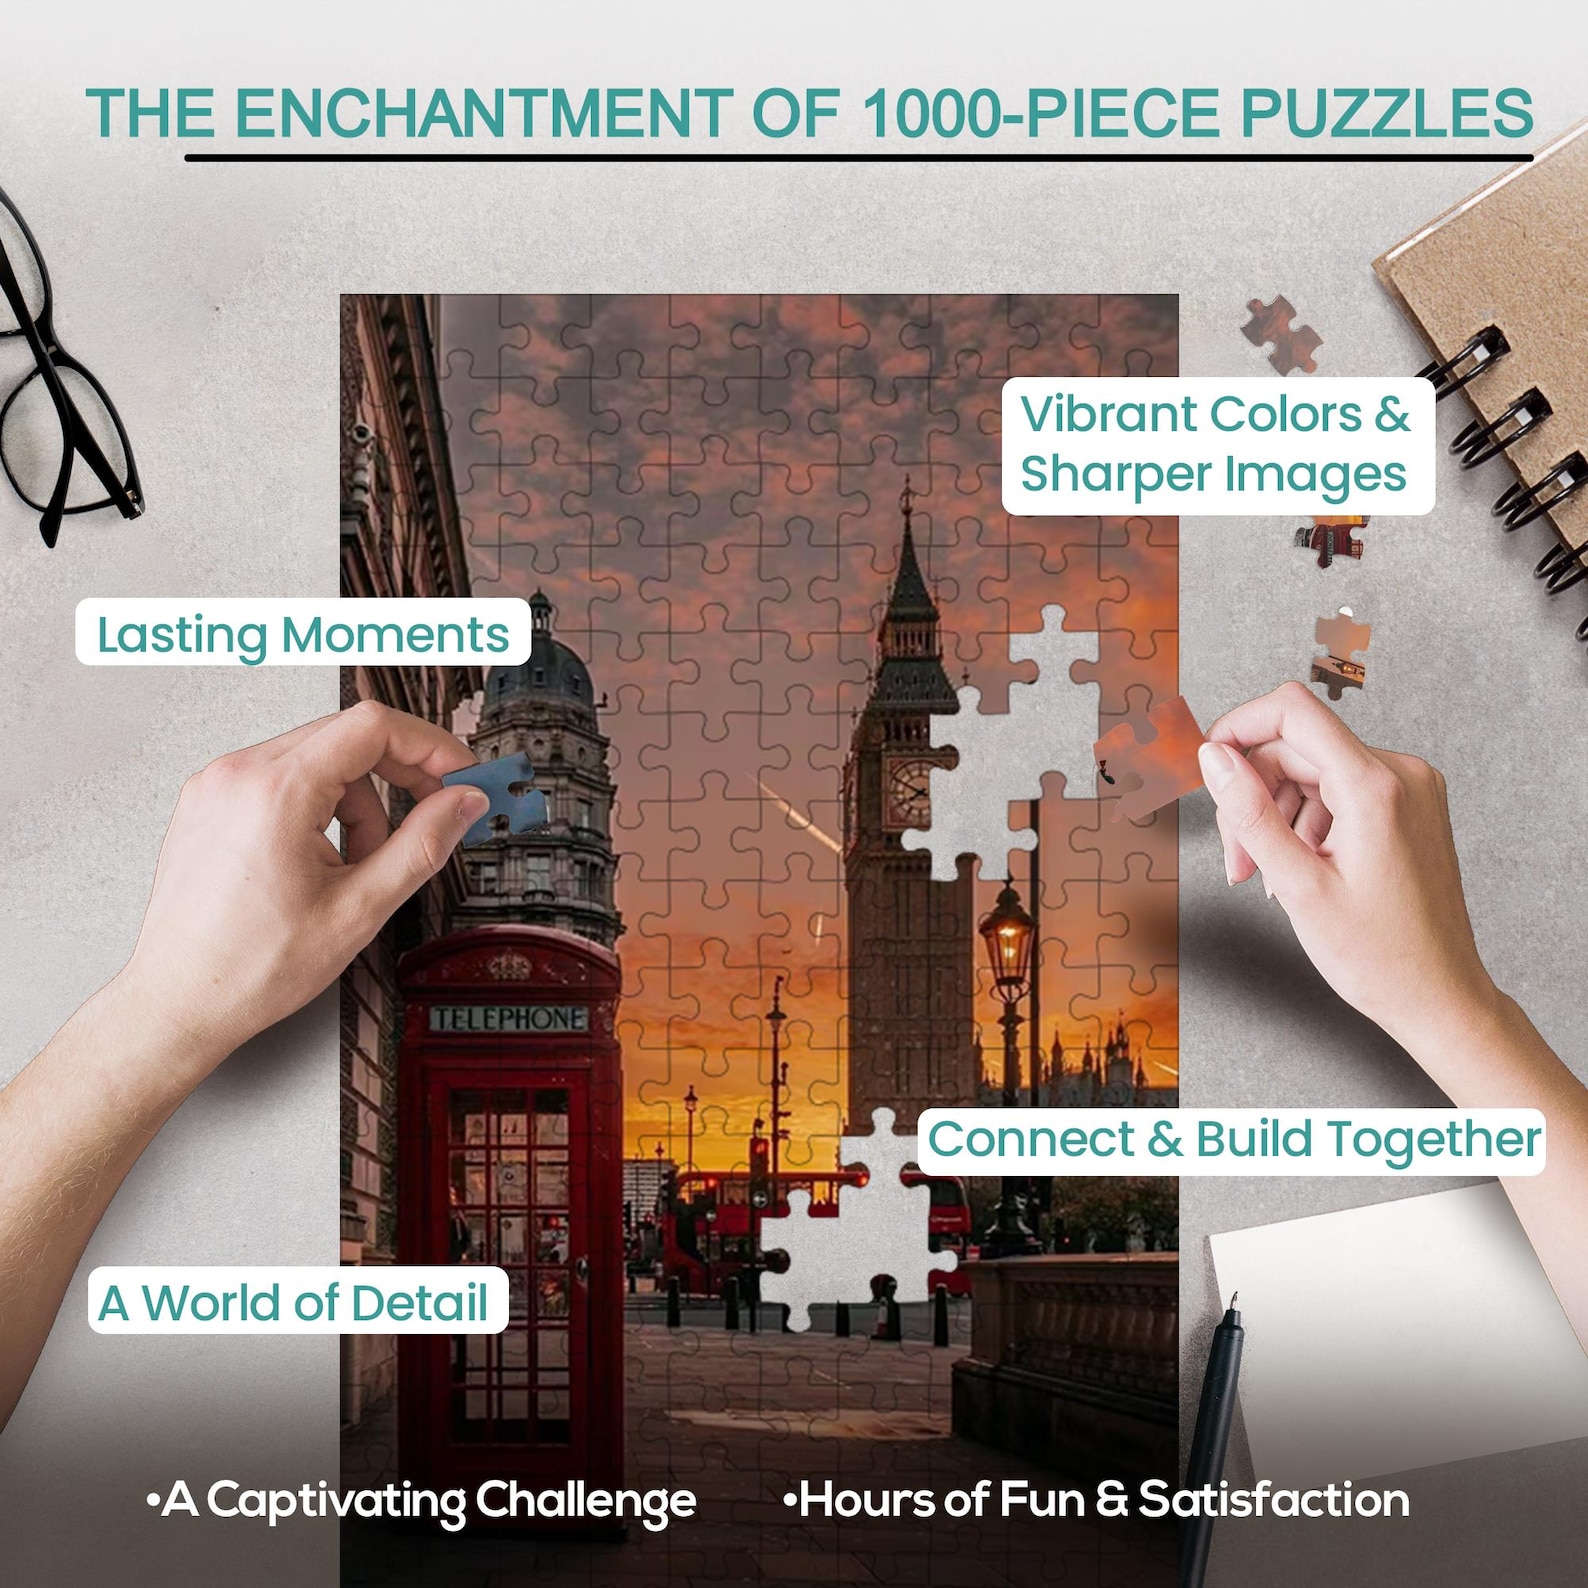 THE ENCHANTMENT OF 1000-PIECE PUZZLES
Vibrant Colors &
Sharper Images
Lasting Moments
TELEPHONE
Connect & Build Together
A World of Detail
•A Captivating Challenge
•Hours of Fun & Satisfaction